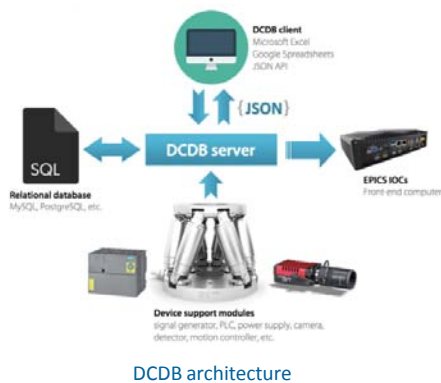 DCDB client
Microsoft Excel
Google Spreadsheets
JSON API
{JSON}
DCDB server
SQL
Relational database
MySQL, PostgreSQL, etc.
EPICS IOCs
Front-end computer
Device support modules
signal generator, PLC, power supply, camera,
detector, motion controller, etc.
DCDB architecture